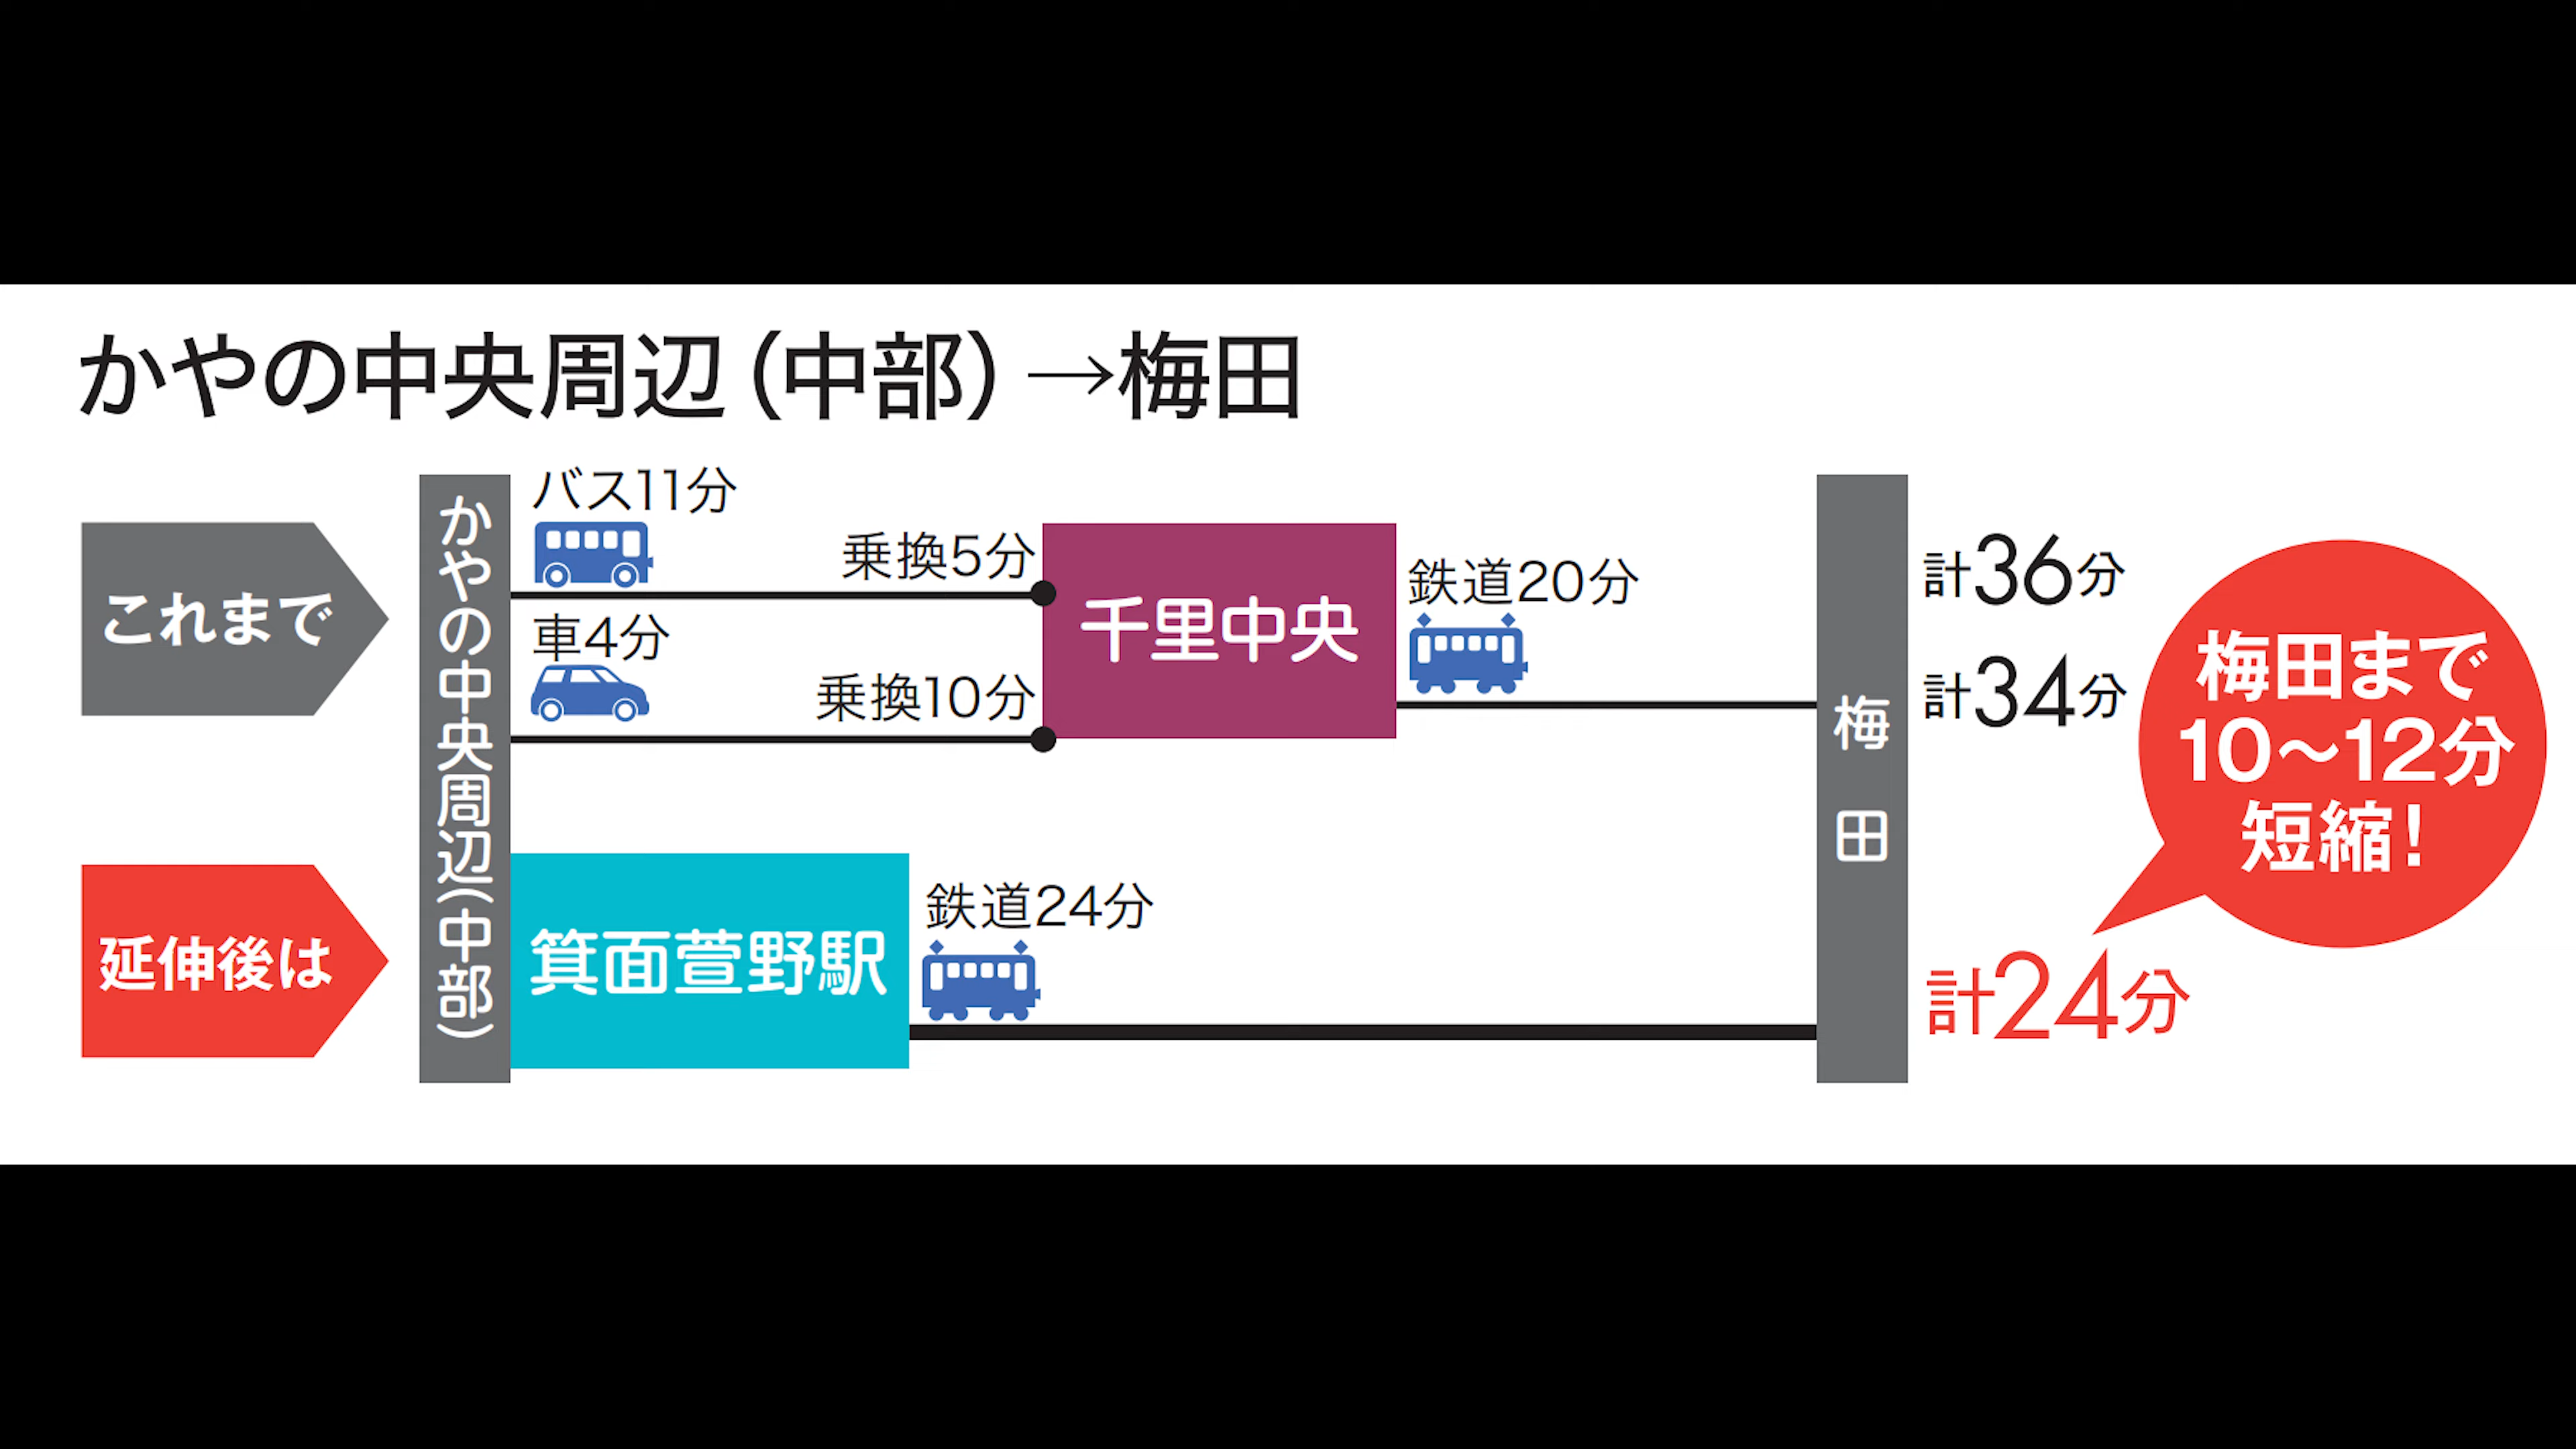 かやの中央周辺（中部）→梅田
これまで
かやの中央周辺（中部）
バス11分
乗換5分
車4分
乗換10分
千里中央
鉄道20分
梅田
計36分
計34分
梅田まで
10〜12分
短縮！
延伸後は
箕面萱野駅
鉄道24分
計24分